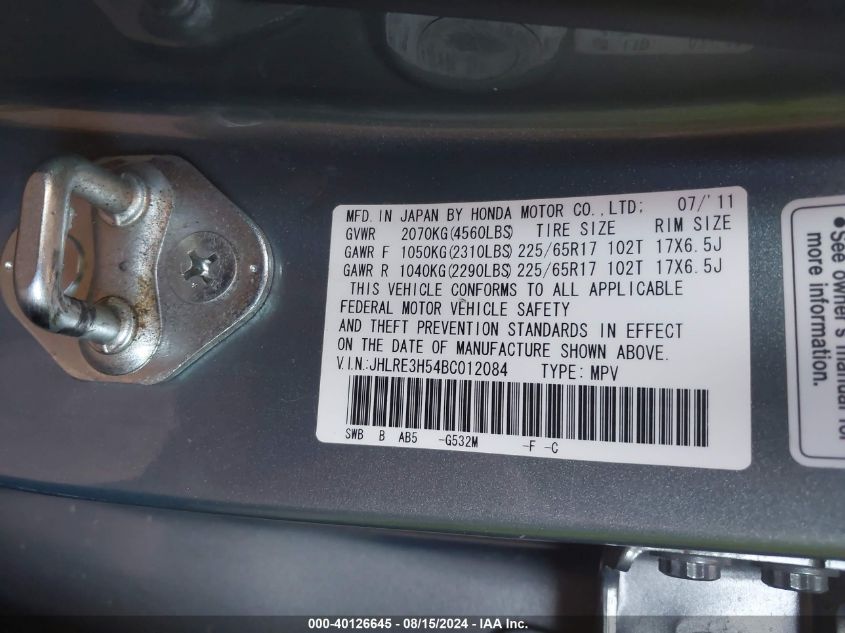 MFD. IN JAPAN BY HONDA MOTOR CO.,LTD; 07/'11
GVWR 2070KG(4560LBS) TIRE SIZE RIM SIZE
GAWR F 1050KG(2310LBS) 225/65R17 102T 17X6.5J
GAWR R 1040KG(2290LBS) 225/65R17 102T 17X6.5J
THIS VEHICLE CONFORMS TO ALL APPLICABLE
FEDERAL MOTOR VEHICLE SAFETY
AND THEFT PREVENTION STANDARDS IN EFFECT
ON THE DATE OF MANUFACTURE SHOWN ABOVE.
V.I.N:JHLRE3H54BC012084 TYPE: MPV
SWB B AB5 -G532M -F -C
•See owner's manual for
more information.
000-40126645 - 08/15/2024 - IAA Inc.